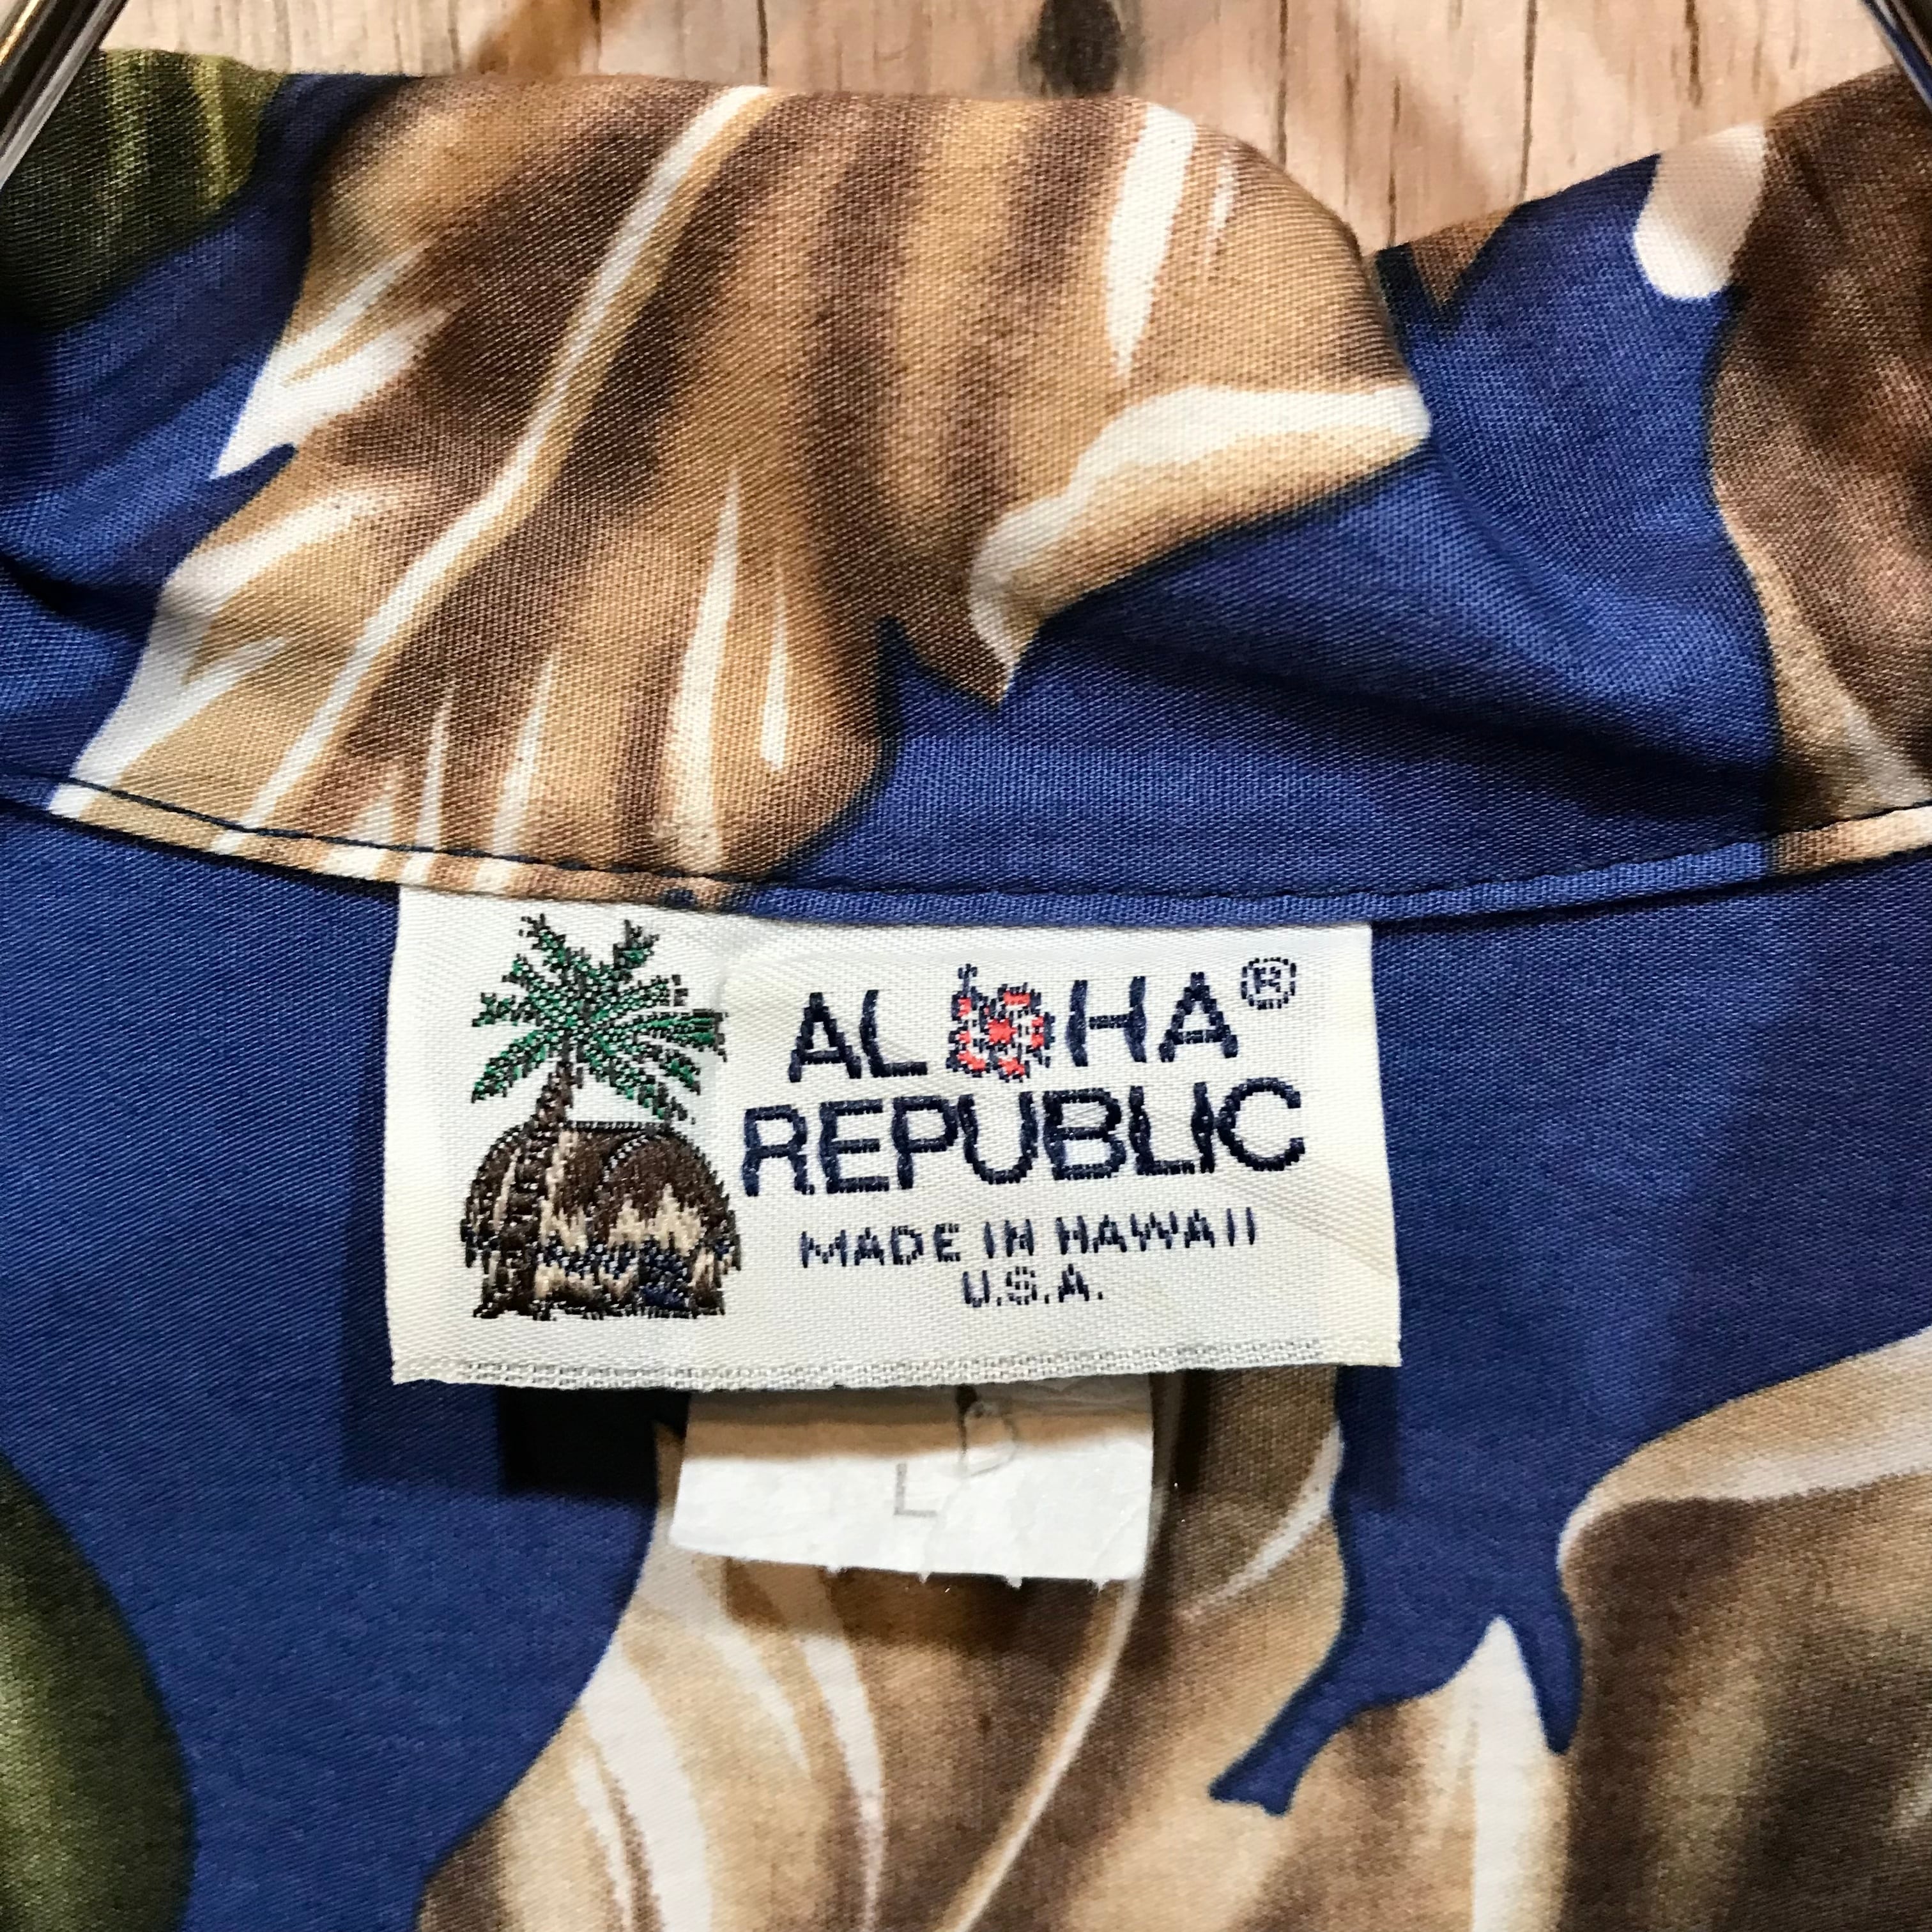 ALOHA®
REPUBLIC
MADE IN HAWAII
U.S.A.
L